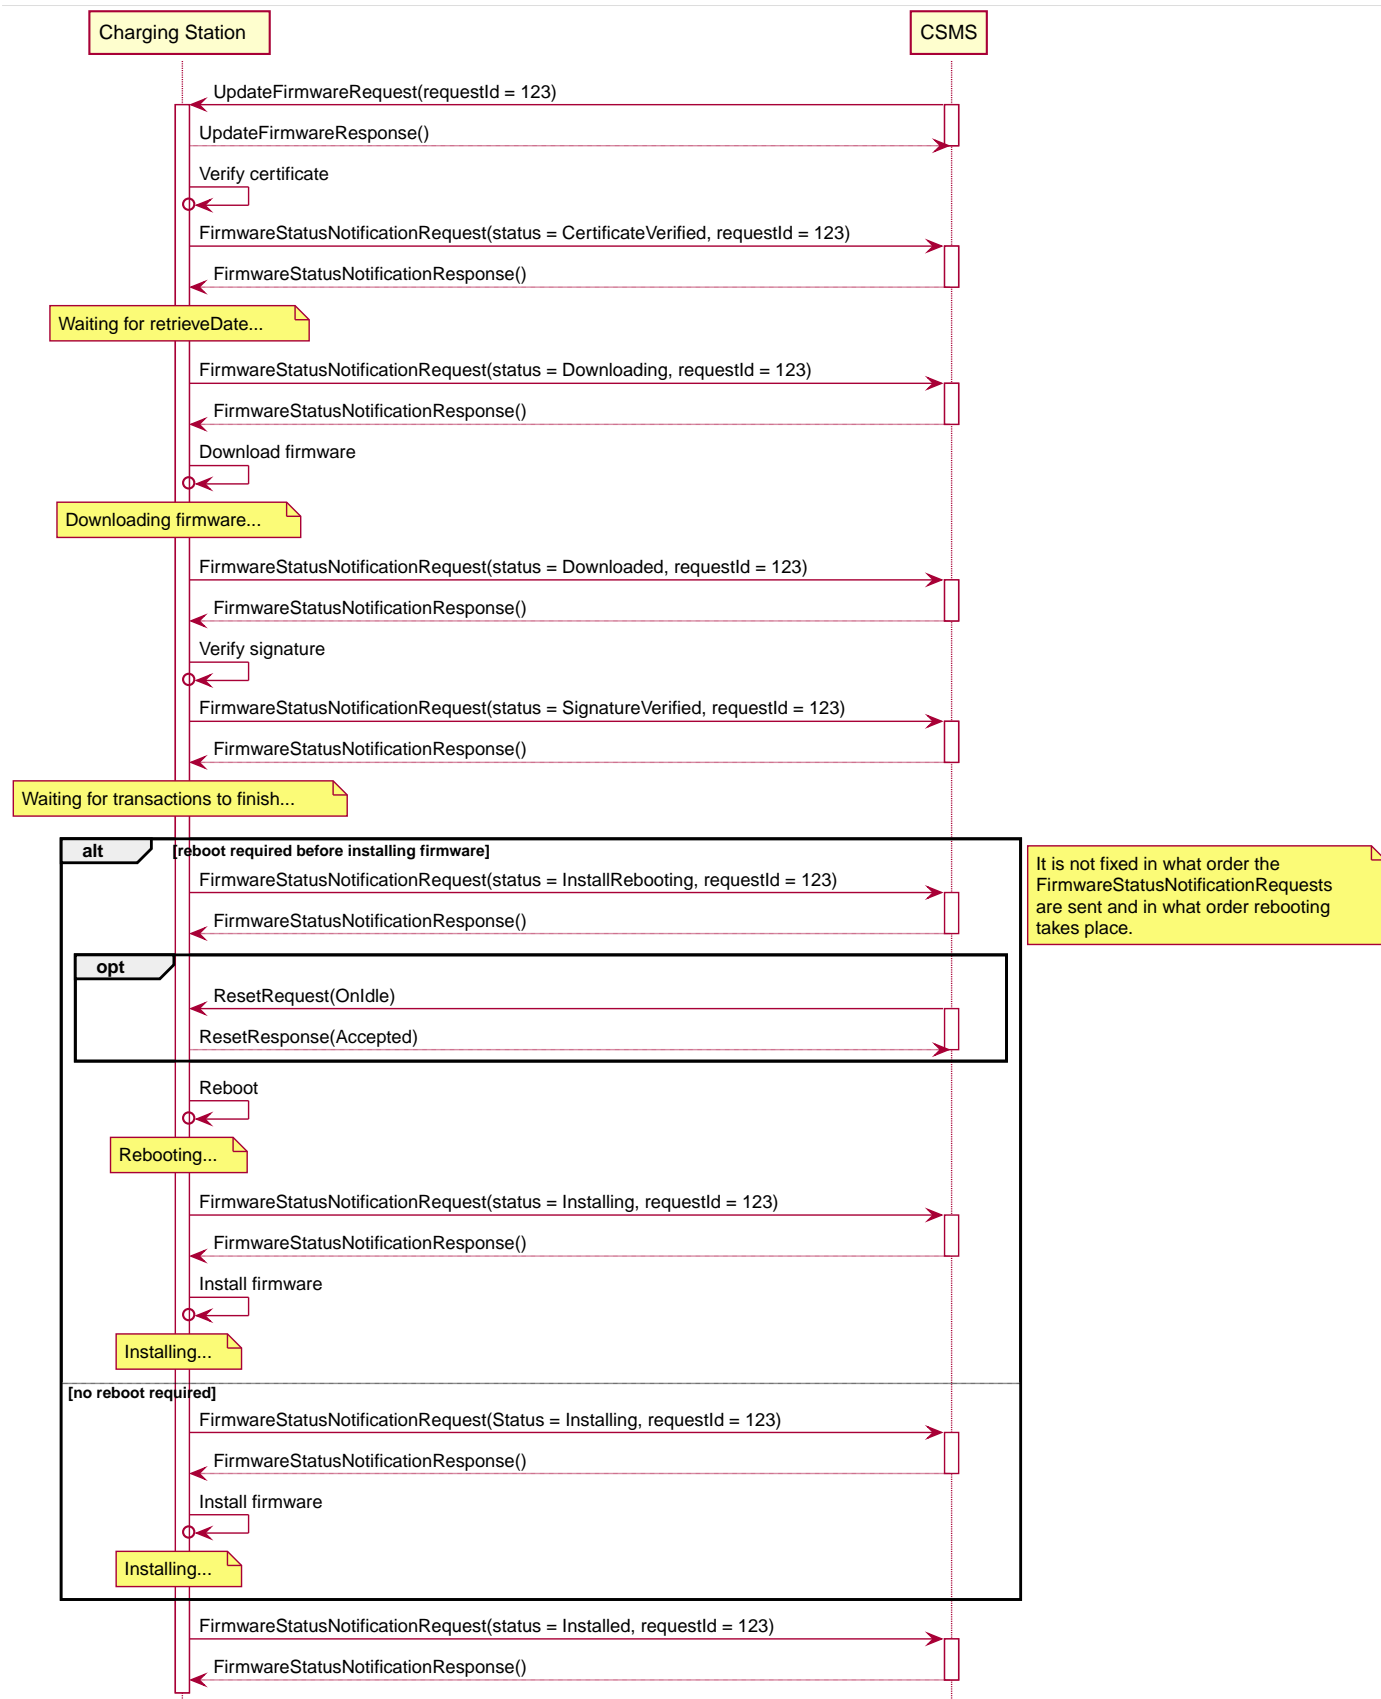 Charging Station
CSMS
UpdateFirmwareRequest(requestId = 123)
UpdateFirmwareResponse()
Verify certificate
FirmwareStatusNotificationRequest(status = CertificateVerified, requestId = 123)
FirmwareStatusNotificationResponse()
Waiting for retrieveDate...
FirmwareStatusNotificationRequest(status = Downloading, requestId = 123)
FirmwareStatusNotificationResponse()
Download firmware
Downloading firmware...
FirmwareStatusNotificationRequest(status = Downloaded, requestId = 123)
FirmwareStatusNotificationResponse()
Verify signature
FirmwareStatusNotificationRequest(status = SignatureVerified, requestId = 123)
FirmwareStatusNotificationResponse()
Waiting for transactions to finish...
alt
[reboot required before installing firmware]
It is not fixed in what order the
FirmwareStatusNotificationRequests
are sent and in what order rebooting
takes place.
FirmwareStatusNotificationRequest(status = InstallRebooting, requestId = 123)
FirmwareStatusNotificationResponse()
opt
ResetRequest(OnIdle)
ResetResponse(Accepted)
Reboot
Rebooting...
FirmwareStatusNotificationRequest(status = Installing, requestId = 123)
FirmwareStatusNotificationResponse()
Install firmware
Installing...
[no reboot required]
FirmwareStatusNotificationRequest(Status = Installing, requestId = 123)
FirmwareStatusNotificationResponse()
Install firmware
Installing...
FirmwareStatusNotificationRequest(status = Installed, requestId = 123)
FirmwareStatusNotificationResponse()